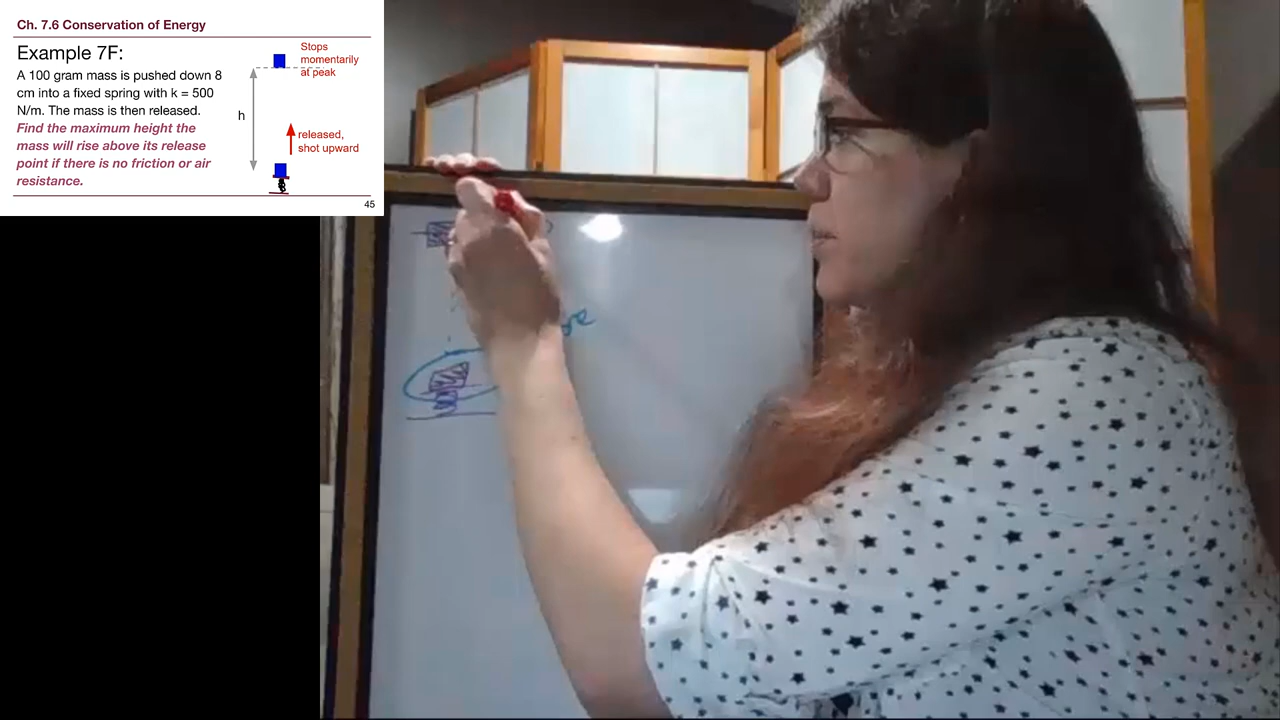 Ch. 7.6 Conservation of Energy
Example 7F:
A 100 gram mass is pushed down 8
cm into a fixed spring with k = 500
N/m. The mass is then released.
Find the maximum height the
mass will rise above its release
point if there is no friction or air
resistance.
Stops
momentarily
at peak
h
released,
shot upward
45